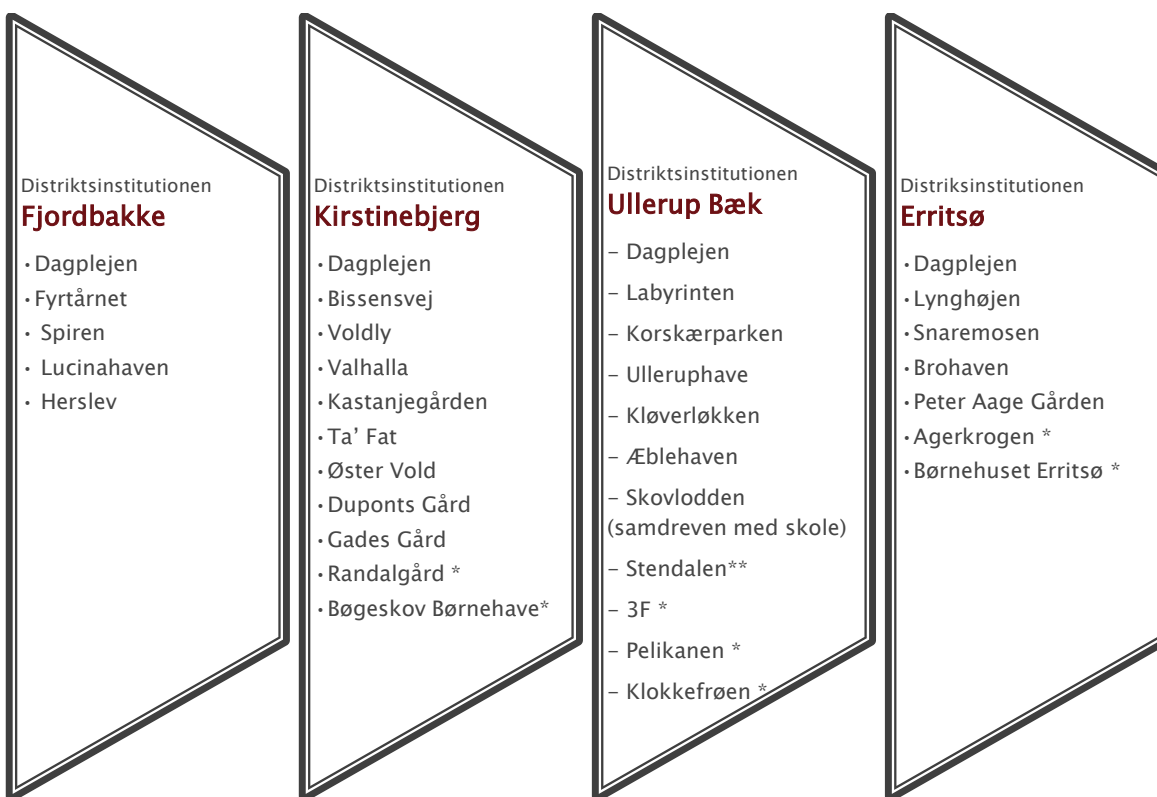 Distriktsinstitutionen
Fjordbakke
• Dagplejen
• Fyrtårnet
• Spiren
• Lucinahaven
• Herslev
Distriktsinstitutionen
Kirstinebjerg
• Dagplejen
• Bissensvej
• Voldly
• Valhalla
• Kastanjegården
• Ta’ Fat
• Øster Vold
• Duponts Gård
• Gades Gård
• Randalgård *
• Bøgeskov Børnehave*
Distriktsinstitutionen
Ullerup Bæk
– Dagplejen
– Labyrinten
– Korskærparken
– Ulleruphave
– Kløverløkken
– Æblehaven
– Skovlodden
(samdreven med skole)
– Stendalen**
– 3F *
– Pelikanen *
– Klokkefrøen *
Distriksinstitutionen
Erritsø
• Dagplejen
• Lynghøjen
• Snaremosen
• Brohaven
• Peter Aage Gården
• Agerkrogen *
• Børnehuset Erritsø *